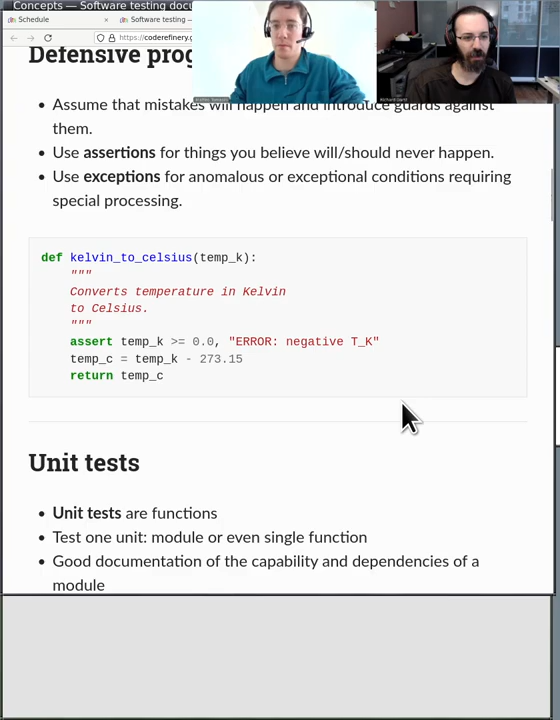 Concepts — Software testing docu
Schedule × Software testing —
https://coderefinery.g
Defensive prog
• Assume that mistakes will happen and introduce guards against
them.
• Use assertions for things you believe will/should never happen.
• Use exceptions for anomalous or exceptional conditions requiring
special processing.
def kelvin_to_celsius(temp_k):
"""
Converts temperature in Kelvin
to Celsius.
"""
assert temp_k >= 0.0, "ERROR: negative T_K"
temp_c = temp_k - 273.15
return temp_c
Unit tests
• Unit tests are functions
• Test one unit: module or even single function
• Good documentation of the capability and dependencies of a
module